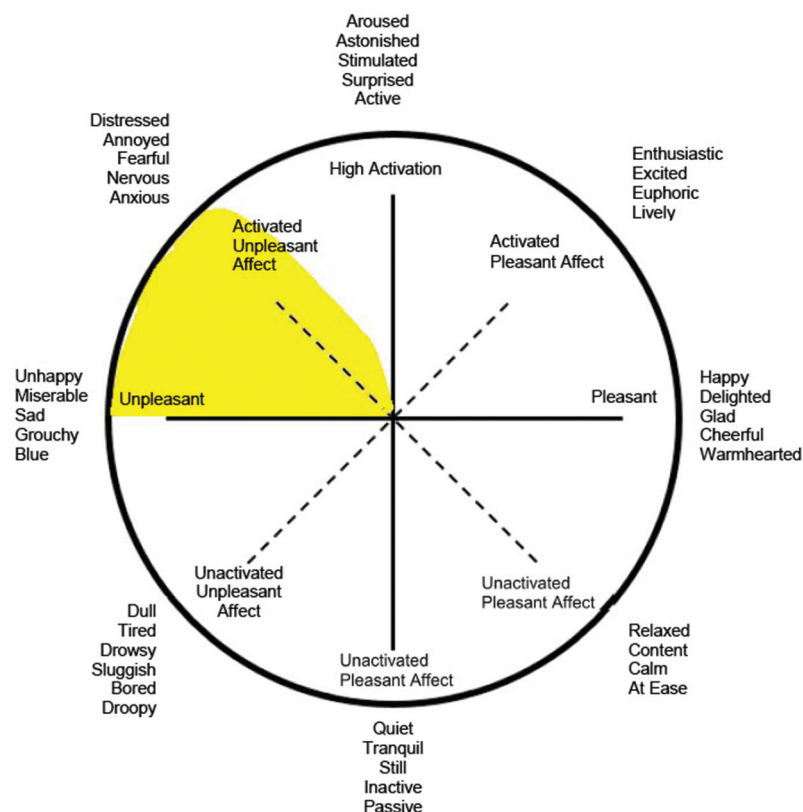 Aroused
Astonished
Stimulated
Surprised
Active
Distressed
Annoyed
Fearful
Nervous
Anxious
High Activation
Enthusiastic
Excited
Euphoric
Lively
Activated
Unpleasant
Affect
Activated
Pleasant Affect
Unhappy
Miserable
Sad
Grouchy
Blue
Unpleasant
Pleasant
Happy
Delighted
Glad
Cheerful
Warmhearted
Unactivated
Unpleasant
Affect
Unactivated
Pleasant Affect
Dull
Tired
Drowsy
Sluggish
Bored
Droopy
Unactivated
Pleasant Affect
Relaxed
Content
Calm
At Ease
Quiet
Tranquil
Still
Inactive
Passive